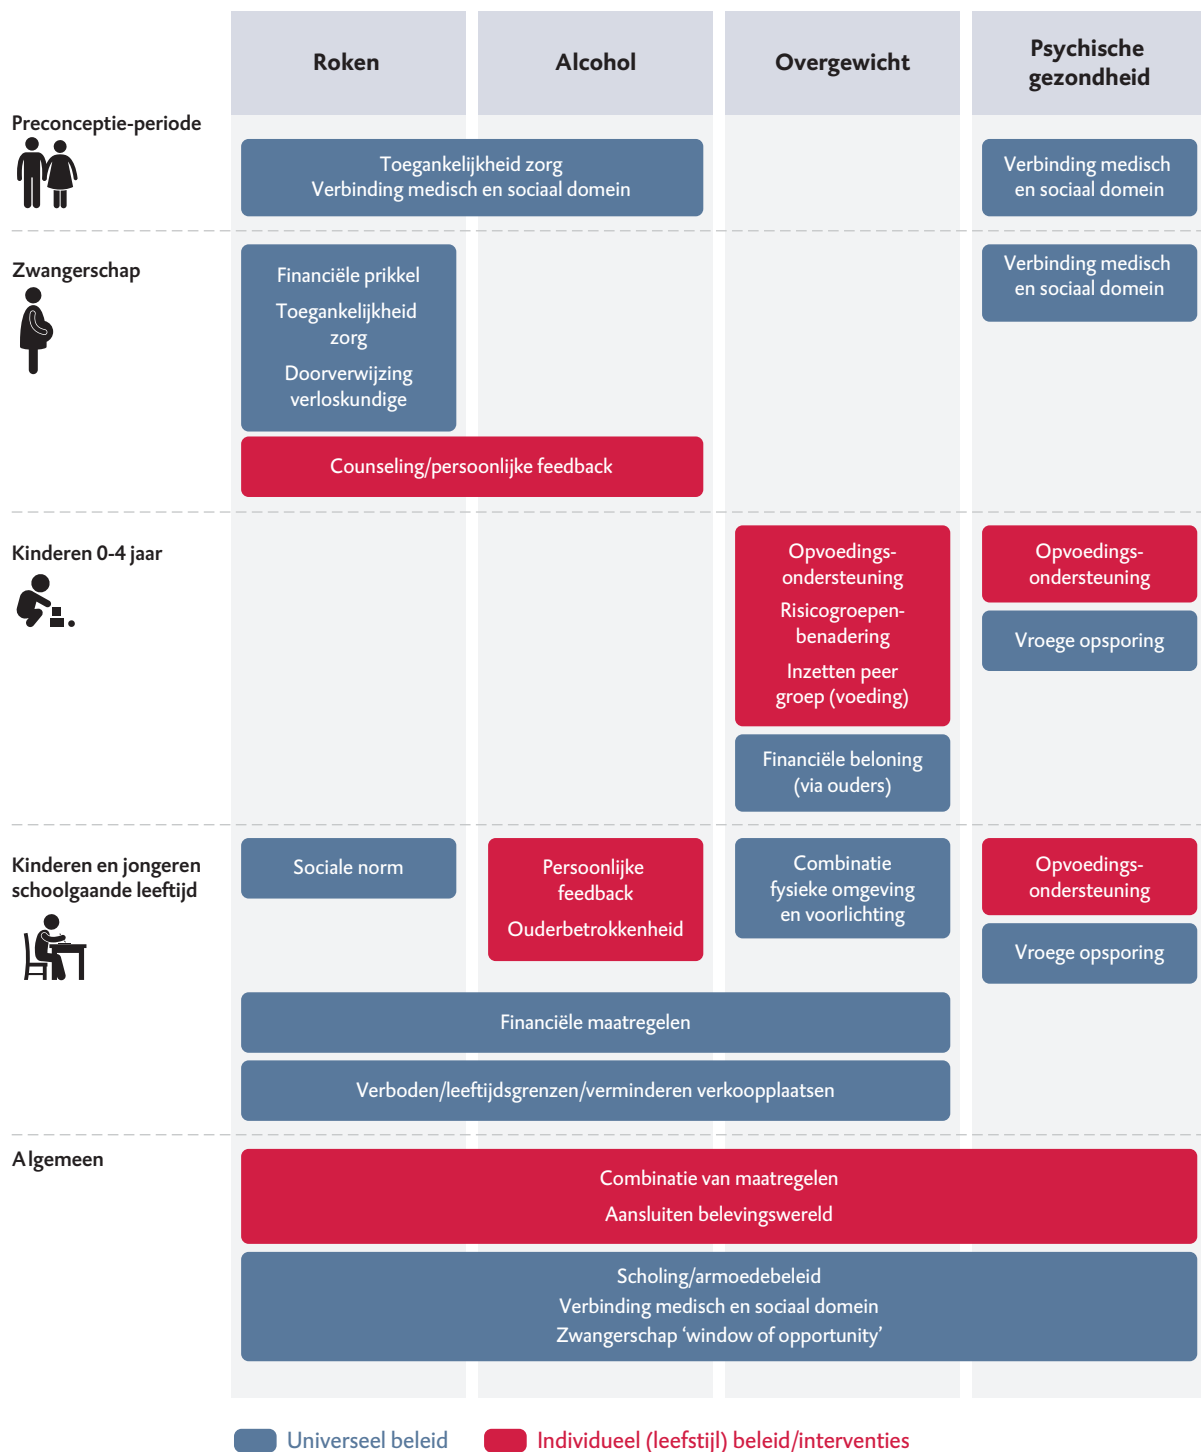 Roken
Alcohol
Overgewicht
Psychische
gezondheid
Preconceptie-periode
Toegankelijkheid zorg
Verbinding medisch en sociaal domein
Verbinding medisch
en sociaal domein
Zwangerschap
Financiële prikkel
Toegankelijkheid
zorg
Doorverwijzing
verloskundige
Verbinding medisch
en sociaal domein
Counseling/persoonlijke feedback
Kinderen 0-4 jaar
Opvoedings-
ondersteuning
Risicogroepen-
benadering
Inzetten peer
groep (voeding)
Financiële beloning
(via ouders)
Opvoedings-
ondersteuning
Vroege opsporing
Kinderen en jongeren
schoolgaande leeftijd
Sociale norm
Persoonlijke
feedback
Ouderbetrokkenheid
Combinatie
fysieke omgeving
en voorlichting
Opvoedings-
ondersteuning
Vroege opsporing
Financiële maatregelen
Verboden/leeftijdsgrenzen/verminderen verkoopplaatsen
Algemeen
Combinatie van maatregelen
Aansluiten belevingswereld
Scholing/armoedebeleid
Verbinding medisch en sociaal domein
Zwangerschap ‘window of opportunity’
Universeel beleid
Individueel (leefstijl) beleid/interventies